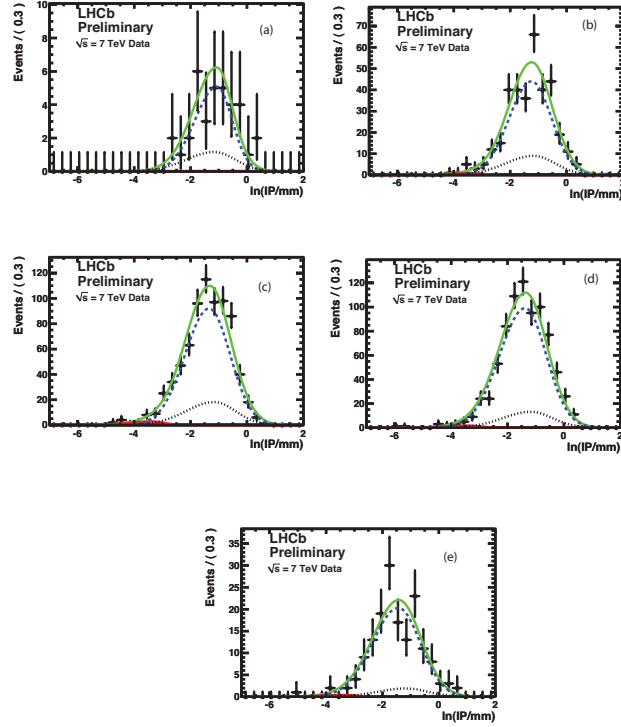 Events / ( 0.3 )
10
8
6
4
2
0
LHCb
Preliminary
√s = 7 TeV Data
(a)
-6 -4 -2 0 2
ln(IP/mm)
Events / ( 0.3 )
70
60
50
40
30
20
10
0
LHCb
Preliminary
√s = 7 TeV Data
(b)
-6 -4 -2 0 2
ln(IP/mm)
Events / ( 0.3 )
120
100
80
60
40
20
0
LHCb
Preliminary
√s = 7 TeV Data
(c)
-6 -4 -2 0 2
ln(IP/mm)
Events / ( 0.3 )
120
100
80
60
40
20
0
LHCb
Preliminary
√s = 7 TeV Data
(d)
-6 -4 -2 0 2
ln(IP/mm)
Events / ( 0.3 )
35
30
25
20
15
10
5
0
LHCb
Preliminary
√s = 7 TeV Data
(e)
-6 -4 -2 0 2
ln(IP/mm)